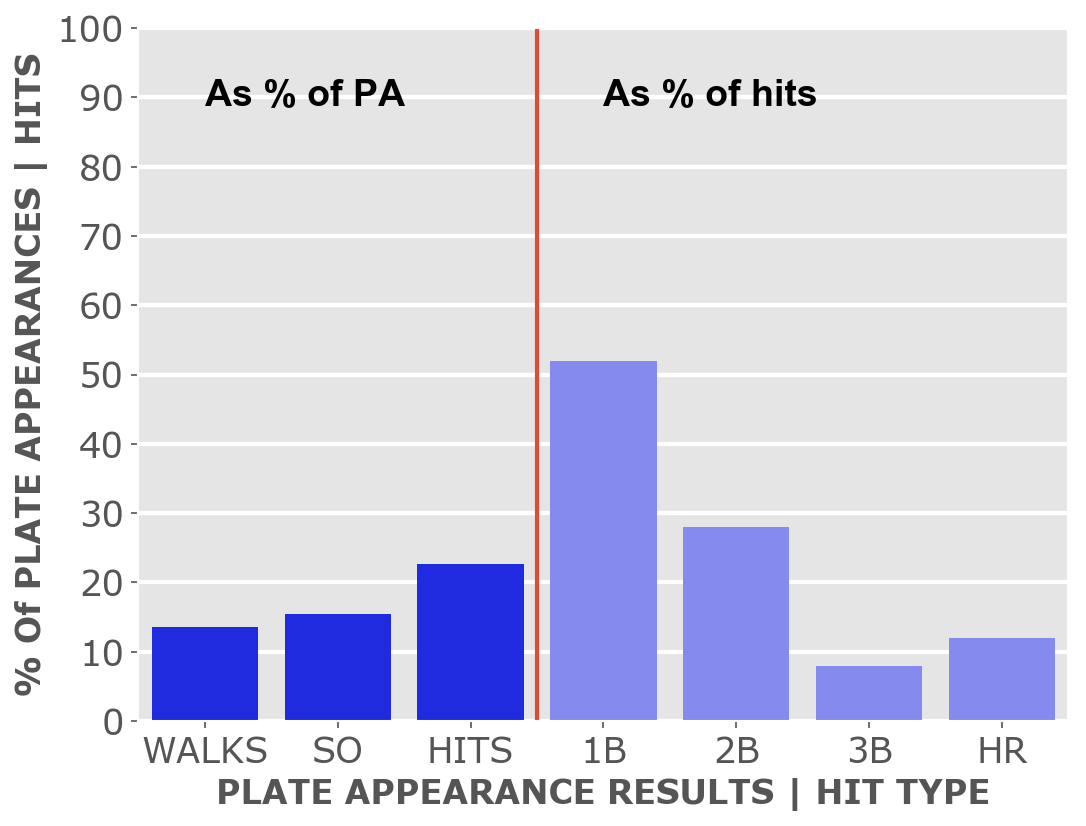 % Of PLATE APPEARANCES | HITS
100
90
80
70
60
50
40
30
20
10
0
As % of PA
As % of hits
WALKS SO HITS 1B 2B 3B HR
PLATE APPEARANCE RESULTS | HIT TYPE